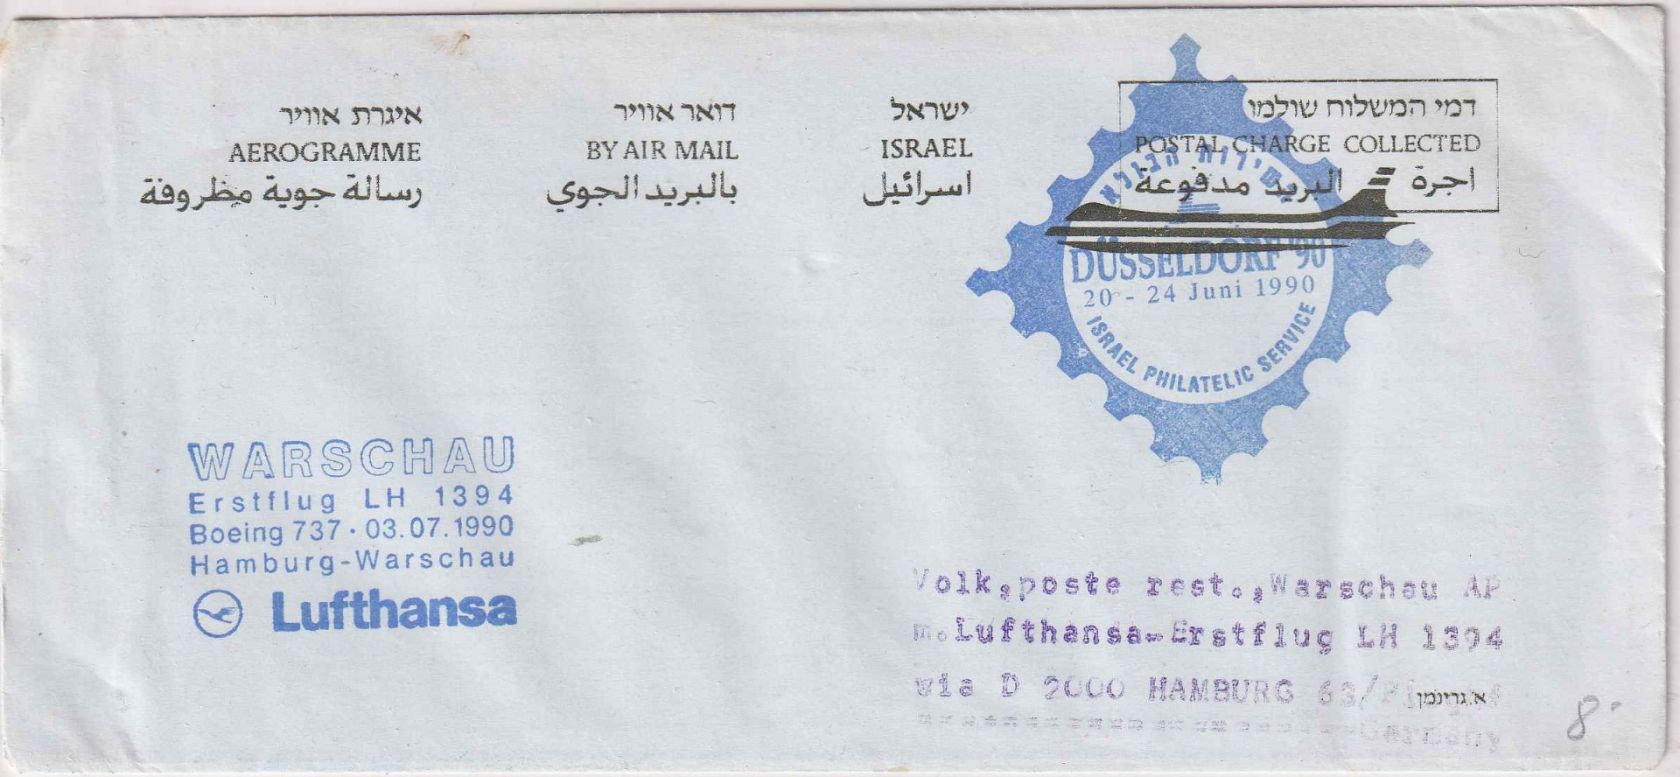 איגרת אוויר
AEROGRAMME
رسالة جوية مظروفة
דואר אוויר
BY AIR MAIL
بالبريد الجوي
ישראל
ISRAEL
اسرائيل
דמי המשלוח שולמו
POSTAL CHARGE COLLECTED
اجرة البريد مدفوعة
DÜSSELDORF '90
20 - 24 Juni 1990
ISRAEL PHILATELIC SERVICE
WARSCHAU
Erstflug LH 1394
Boeing 737 · 03.07.1990
Hamburg-Warschau
Lufthansa
Volk,poste rest.,Warschau AP
m.Lufthansa-Erstflug LH 1394
wia D 2000 HAMBURG 63/
א. גרינמן
Germany
8